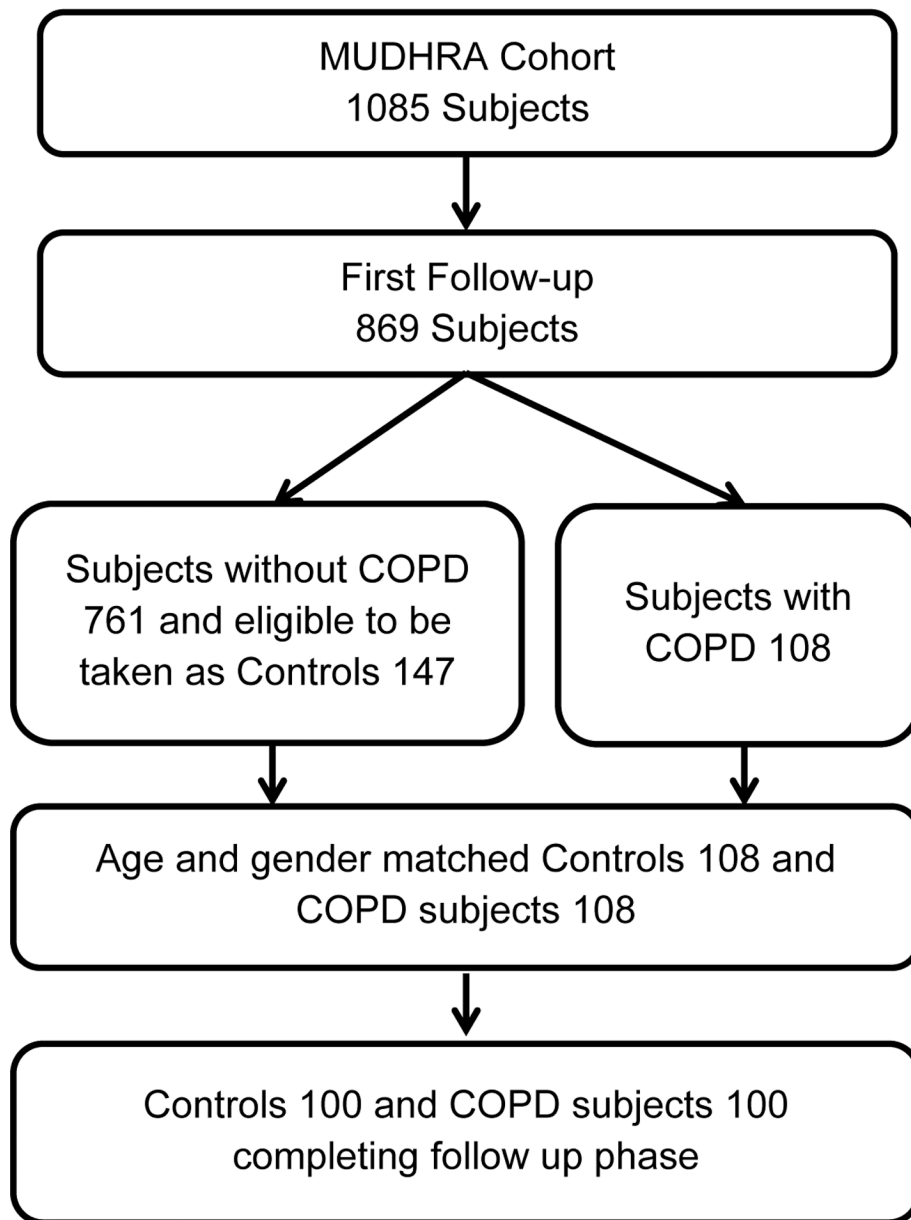 MUDHRA Cohort
1085 Subjects
First Follow-up
869 Subjects
Subjects without COPD
761 and eligible to be
taken as Controls 147
Subjects with
COPD 108
Age and gender matched Controls 108 and
COPD subjects 108
Controls 100 and COPD subjects 100
completing follow up phase